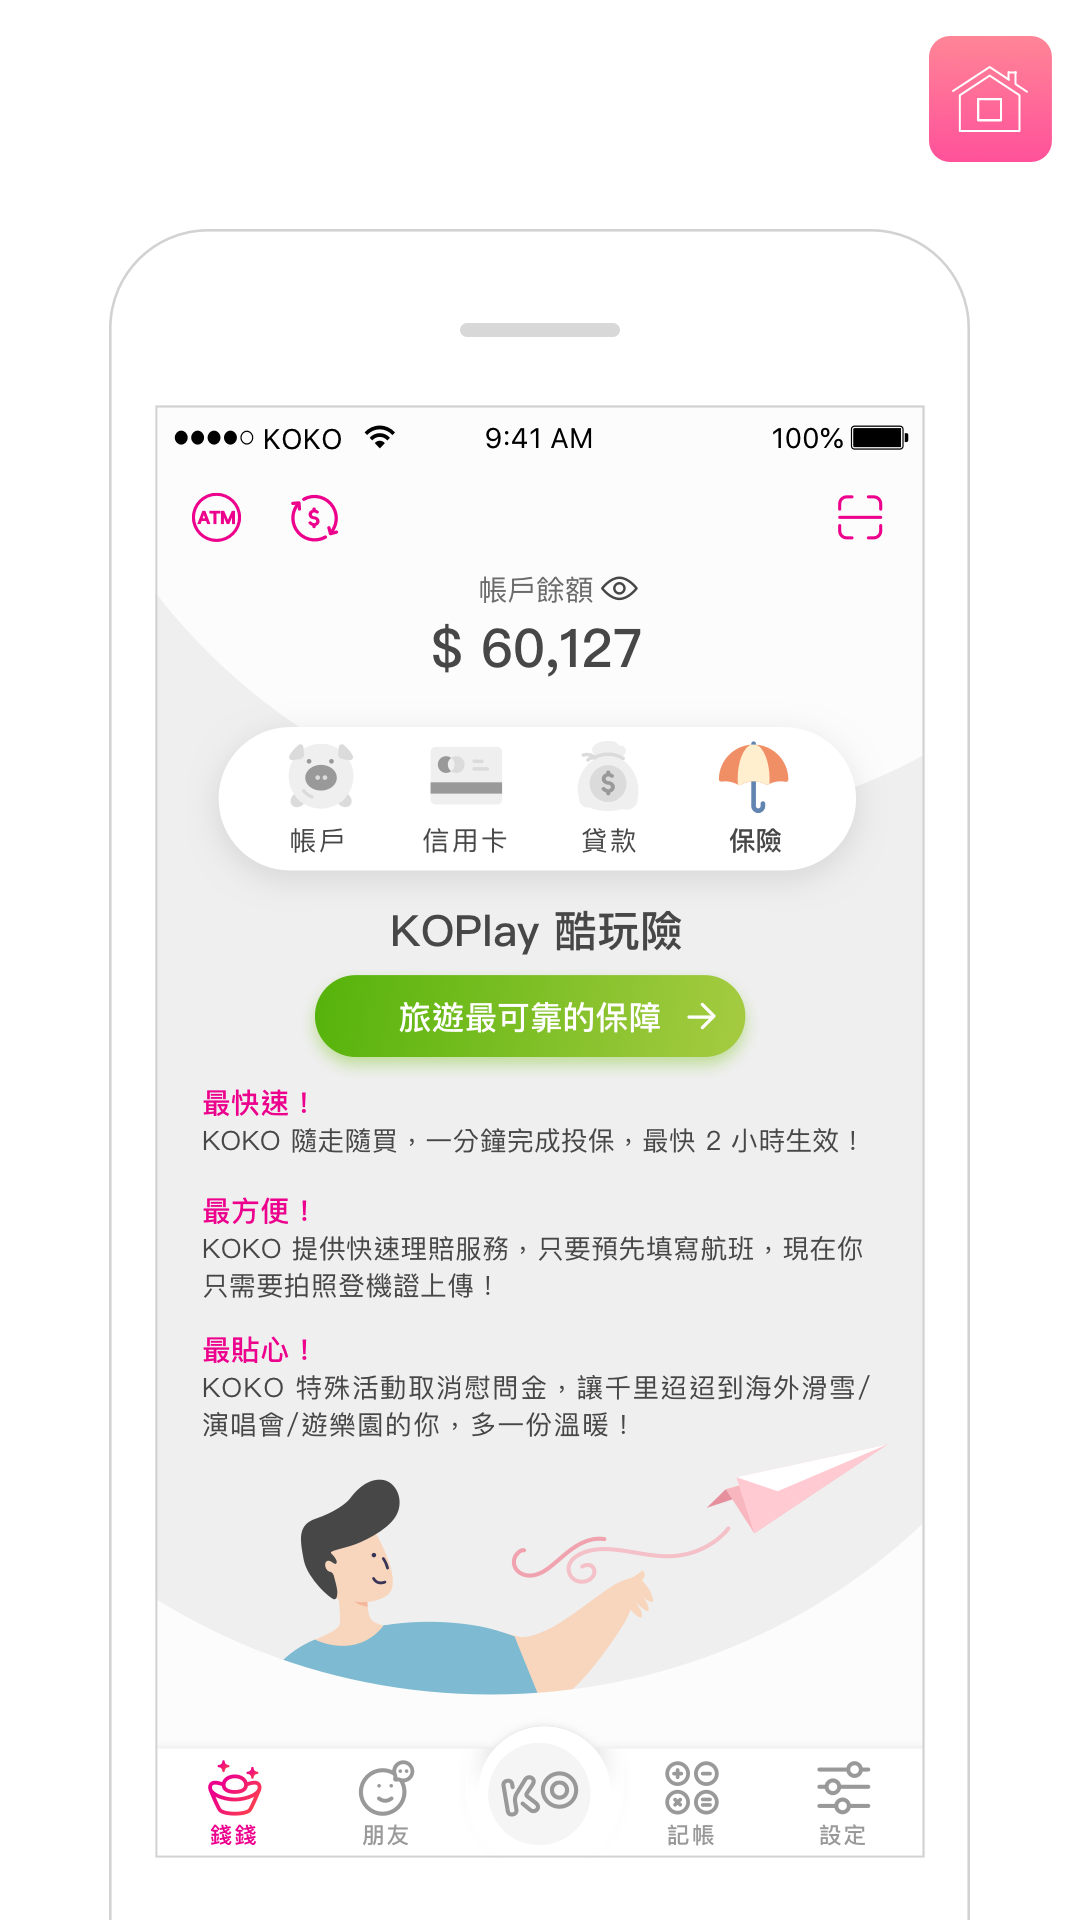 KOKO 9:41 AM 100%
ATM $
帳戶餘額
$ 60,127
$
帳戶 信用卡 貸款 保險
KOPlay 酷玩險
旅遊最可靠的保障
最快速！
KOKO 隨走隨買，一分鐘完成投保，最快 2 小時生效！
最方便！
KOKO 提供快速理賠服務，只要預先填寫航班，現在你
只需要拍照登機證上傳！
最貼心！
KOKO 特殊活動取消慰問金，讓千里迢迢到海外滑雪/
演唱會/遊樂園的你，多一份溫暖！
KO
錢錢 朋友 記帳 設定